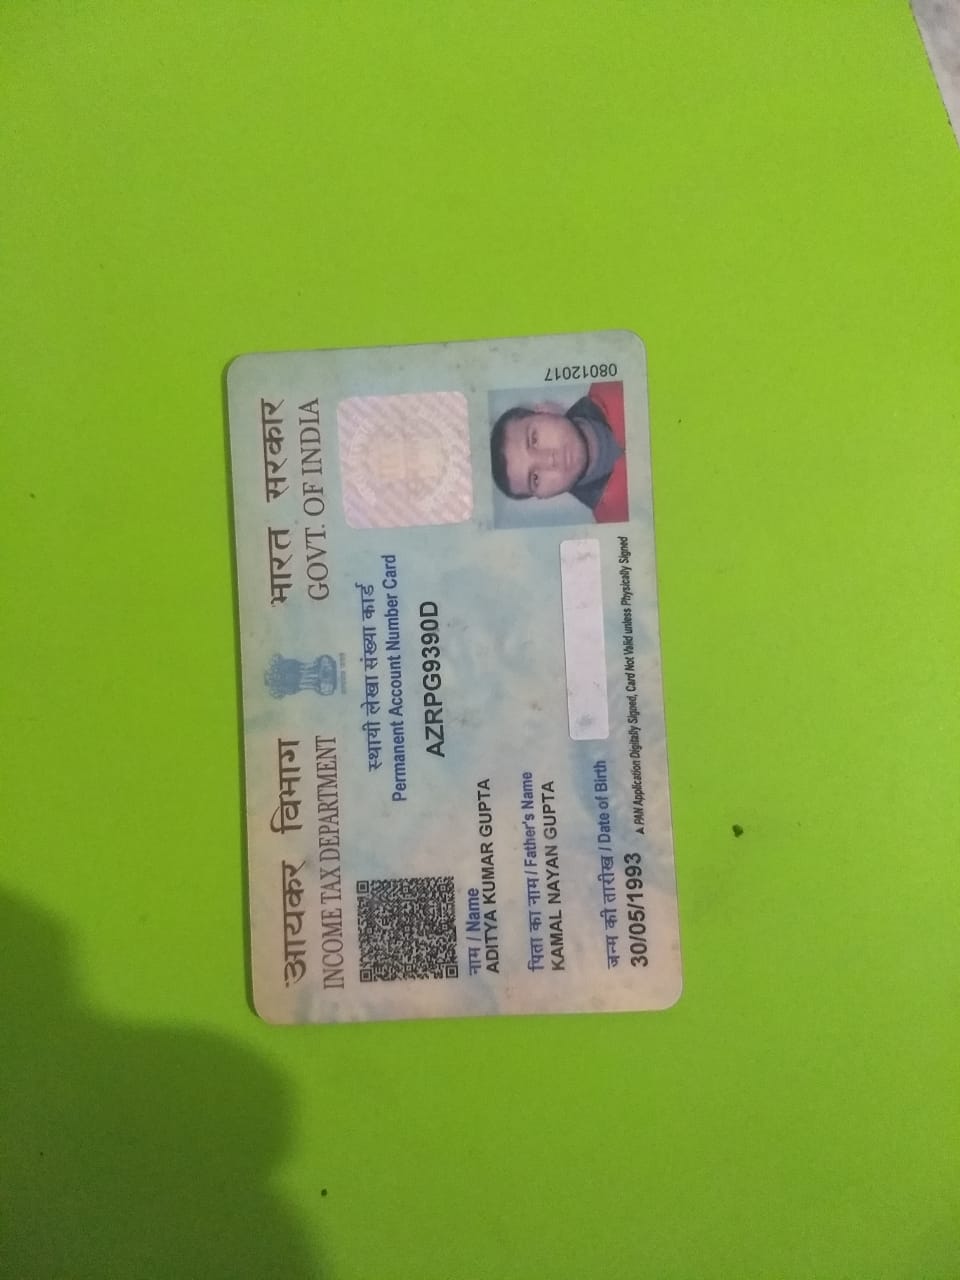 आयकर विभाग
INCOME TAX DEPARTMENT
भारत सरकार
GOVT. OF INDIA
स्थायी लेखा संख्या कार्ड
Permanent Account Number Card
AZRPG9390D
नाम / Name
ADITYA KUMAR GUPTA
पिता का नाम / Father's Name
KAMAL NAYAN GUPTA
जन्म की तारीख / Date of Birth
30/05/1993
A PAN Application Digitally Signed, Card Not Valid unless Physically Signed
08012017